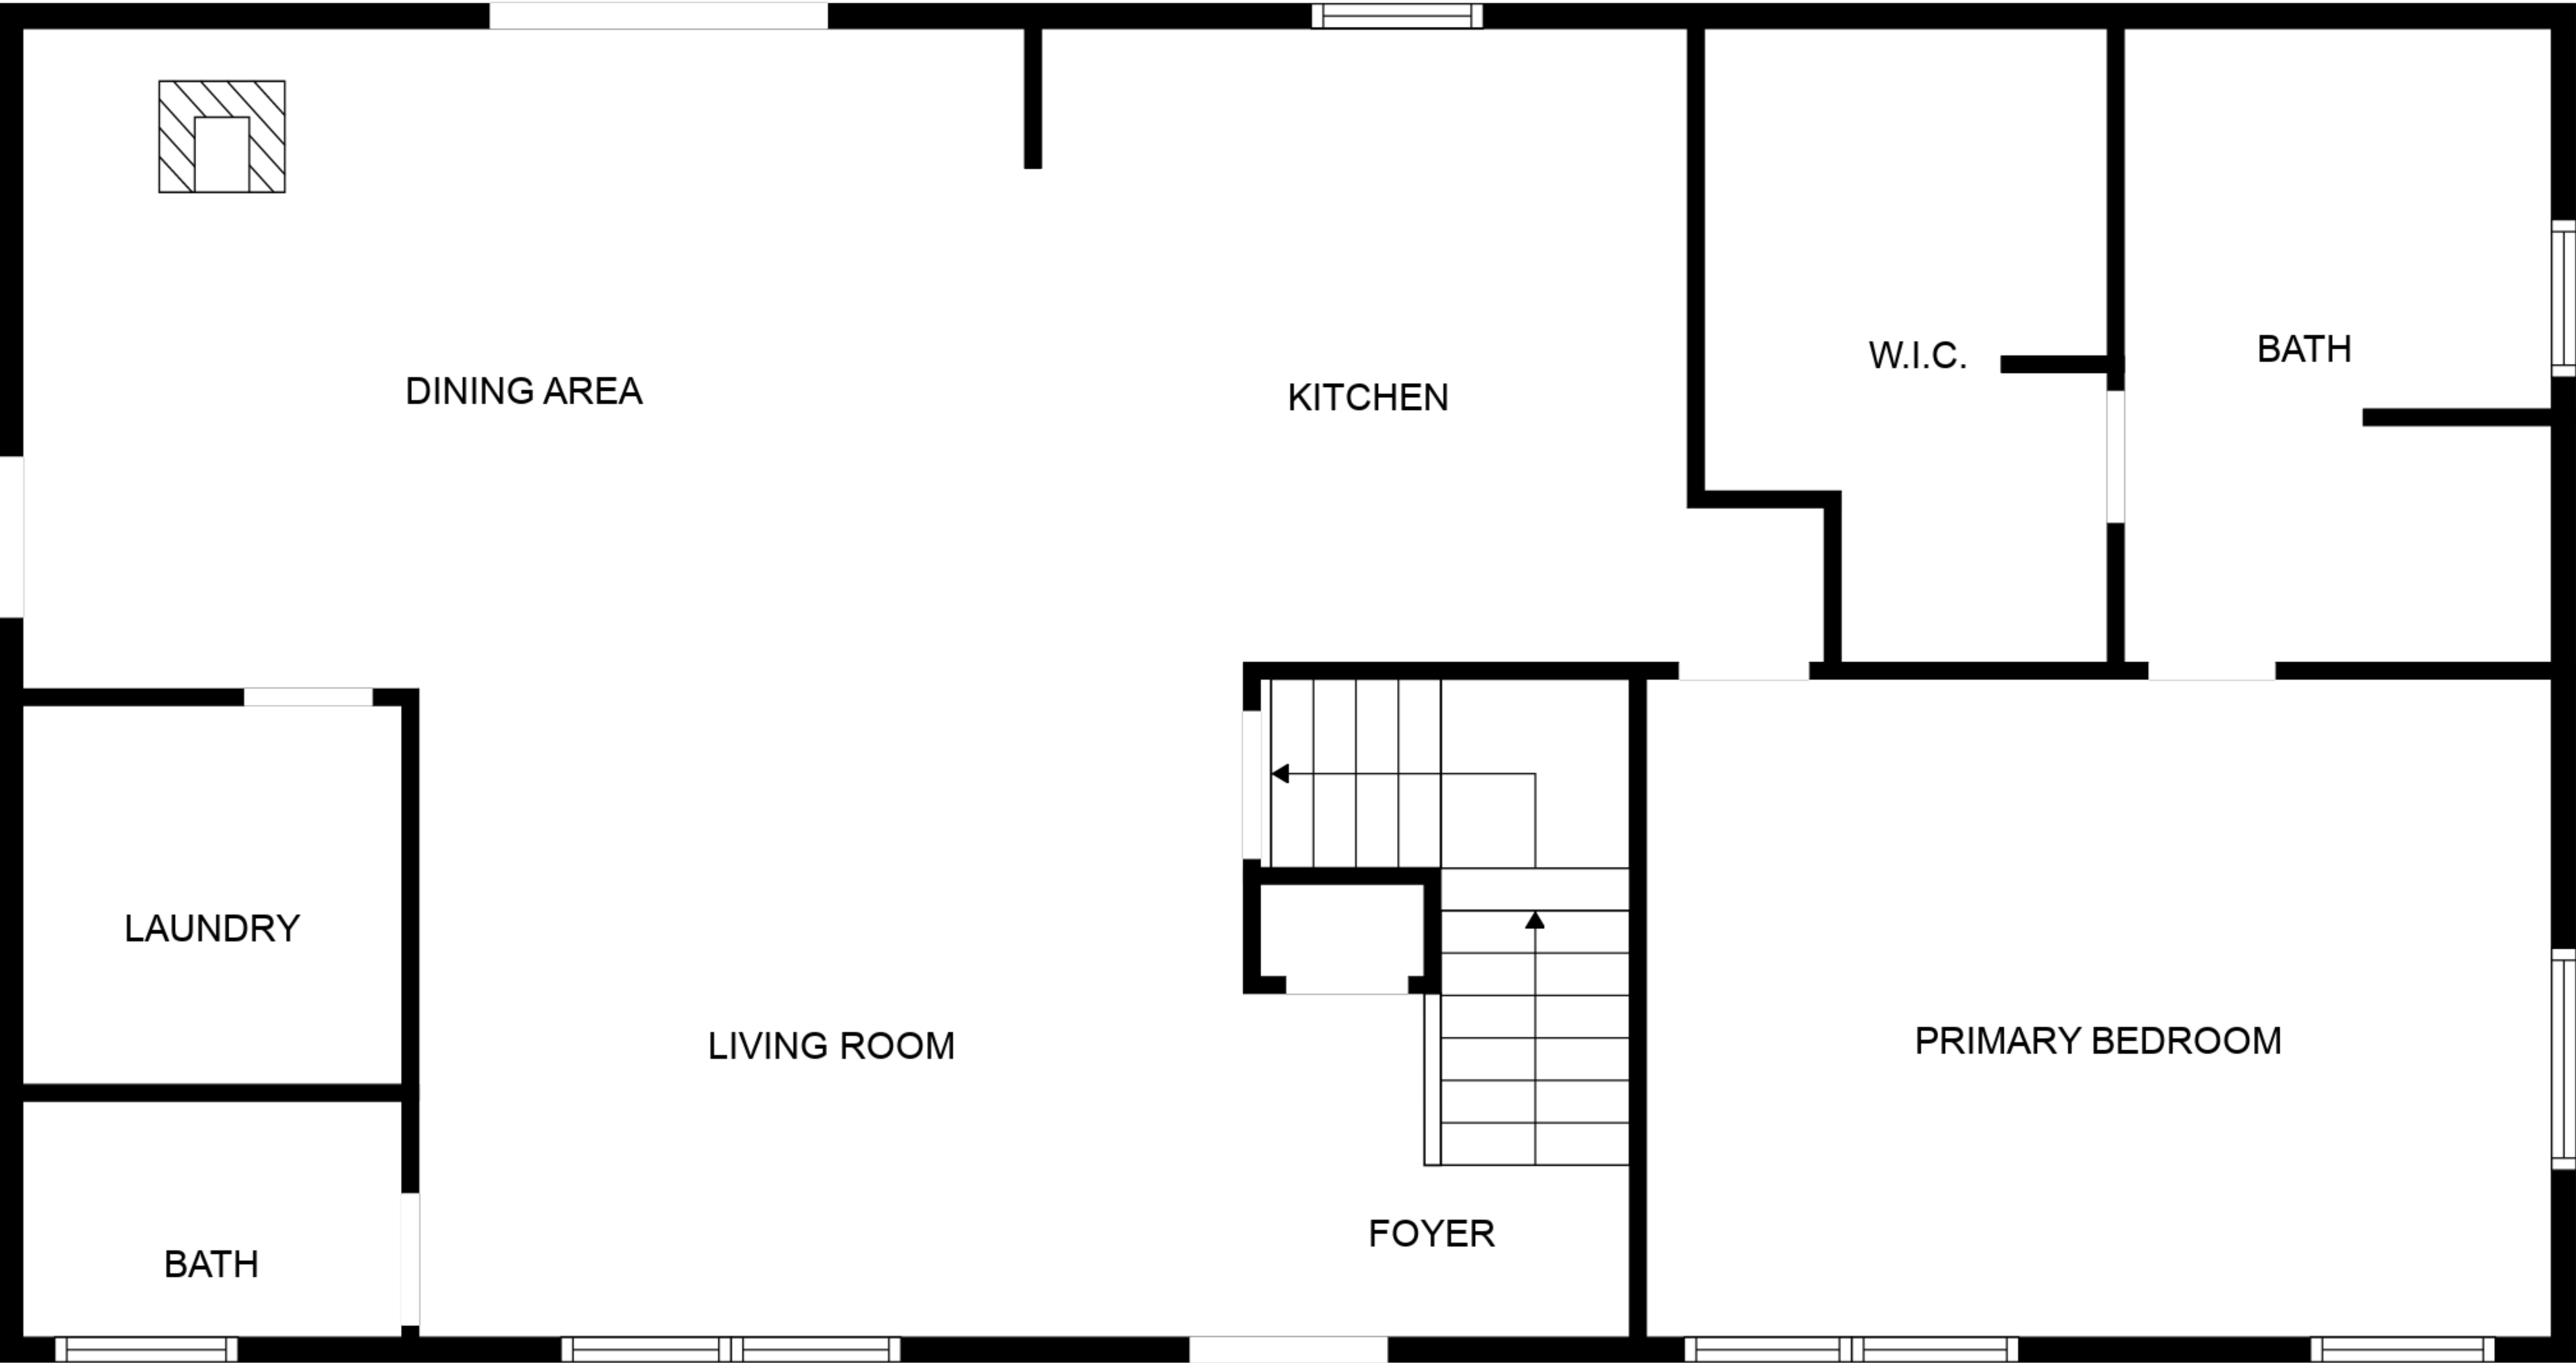 DINING AREA
KITCHEN
W.I.C.
BATH
LAUNDRY
LIVING ROOM
PRIMARY BEDROOM
FOYER
BATH